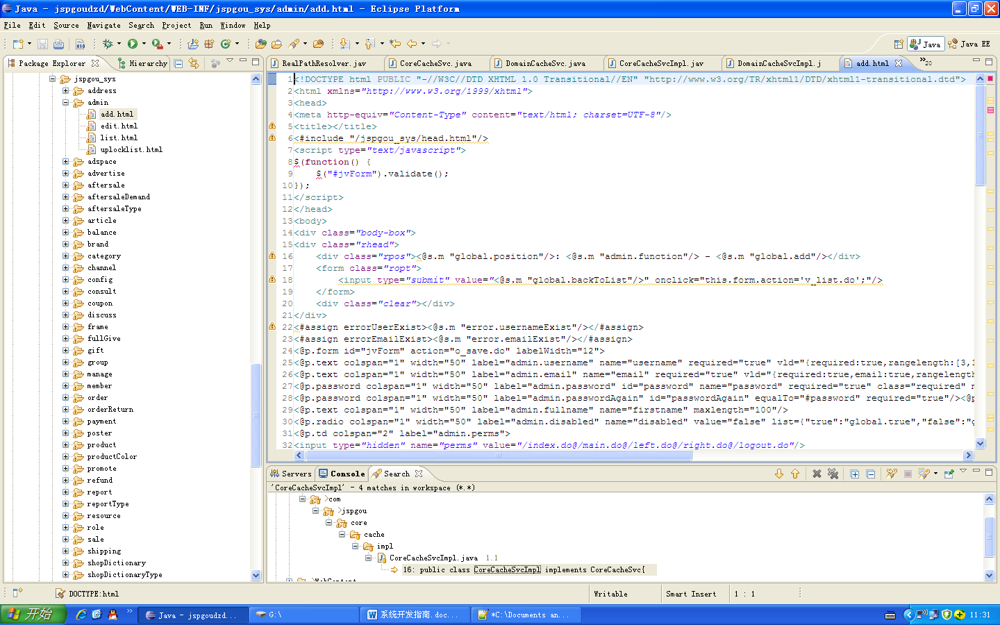 Java - jspgoudzd/WebContent/WEB-INF/jspgou_sys/admin/add.html - Eclipse Platform
File Edit Source Navigate Search Project Run Window Help
Java Java EE
Package Explorer Hierarchy
RealPathResolver.jav CoreCacheSvc.java DomainCacheSvc.java CoreCacheSvcImpl.jav DomainCacheSvcImpl.j add.html »20
jspgou_sys
address
admin
add.html
edit.html
list.html
uplocklist.html
adspace
advertise
aftersale
aftersaleDemand
aftersaleType
article
balance
brand
category
channel
config
consult
coupon
discuss
frame
fullGive
gift
group
manage
member
order
orderReturn
payment
poster
product
productColor
promote
refund
report
reportType
resource
role
sale
shipping
shopDictionary
shopDictionaryType
1 <!DOCTYPE html PUBLIC "-//W3C//DTD XHTML 1.0 Transitional//EN" "http://www.w3.org/TR/xhtml1/DTD/xhtml1-transitional.dtd">
2 <html xmlns="http://www.w3.org/1999/xhtml">
3 <head>
4 <meta http-equiv="Content-Type" content="text/html; charset=UTF-8"/>
5 <title></title>
6 <#include "/jspgou_sys/head.html"/>
7 <script type="text/javascript">
8 $(function() {
9 $("#jvForm").validate();
10 });
11 </script>
12 </head>
13 <body>
14 <div class="body-box">
15 <div class="rhead">
16 <div class="rpos"><@s.m "global.position"/>: <@s.m "admin.function"/> - <@s.m "global.add"/></div>
17 <form class="ropt">
18 <input type="submit" value="<@s.m "global.backToList"/>" onclick="this.form.action='v_list.do';"/>
19 </form>
20 <div class="clear"></div>
21 </div>
22 <#assign errorUserExist><@s.m "error.usernameExist"/></#assign>
23 <#assign errorEmailExist><@s.m "error.emailExist"/></#assign>
24 <@p.form id="jvForm" action="o_save.do" labelWidth="12">
25 <@p.text colspan="1" width="50" label="admin.username" name="username" required="true" vld="{required:true,rangelength:[3,1
26 <@p.text colspan="1" width="50" label="admin.email" name="email" required="true" vld="{required:true,email:true,rangelength
27 <@p.password colspan="1" width="50" label="admin.password" id="password" name="password" required="true" class="required" m
28 <@p.password colspan="1" width="50" label="admin.passwordAgain" id="passwordAgain" equalTo="#password" required="true"/><@p
29 <@p.text colspan="1" width="50" label="admin.fullname" name="firstname" maxlength="100"/>
30 <@p.radio colspan="1" width="50" label="admin.disabled" name="disabled" value="false" list={"true":"global.true","false":"g
31 <@p.td colspan="2" label="admin.perms">
32 <input type="hidden" name="perms" value="/index.do@/main.do@/left.do@/right.do@/logout.do"/>
Servers Console Search
'CoreCacheSvcImpl' - 4 matches in workspace (*.*)
>com
>jspgou
core
cache
impl
CoreCacheSvcImpl.java 1.1
16: public class CoreCacheSvcImpl implements CoreCacheSvc{
>WebContent
DOCTYPE:html Writable Smart Insert 1 : 1
开始 Java - jspgoudzd... G:\ 系统开发指南.doc... *C:\Documents an... 11:31